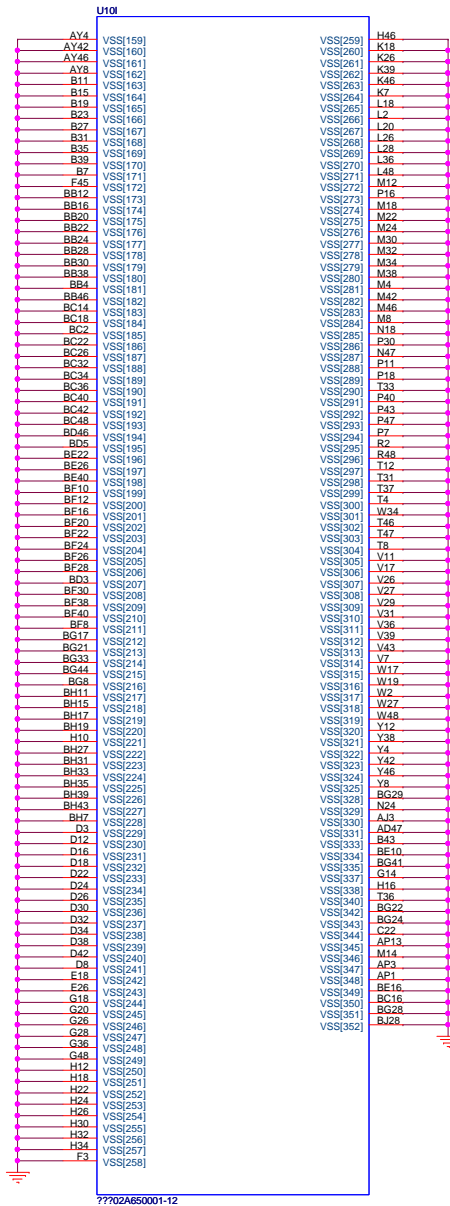 U10I
AY4 VSS[159]
AY42 VSS[160]
AY46 VSS[161]
AY8 VSS[162]
B11 VSS[163]
B15 VSS[164]
B19 VSS[165]
B23 VSS[166]
B27 VSS[167]
B31 VSS[168]
B35 VSS[169]
B39 VSS[170]
B7 VSS[171]
F45 VSS[172]
BB12 VSS[173]
BB16 VSS[174]
BB20 VSS[175]
BB22 VSS[176]
BB24 VSS[177]
BB28 VSS[178]
BB30 VSS[179]
BB38 VSS[180]
BB4 VSS[181]
BB46 VSS[182]
BC14 VSS[183]
BC18 VSS[184]
BC2 VSS[185]
BC22 VSS[186]
BC26 VSS[187]
BC32 VSS[188]
BC34 VSS[189]
BC36 VSS[190]
BC40 VSS[191]
BC42 VSS[192]
BC48 VSS[193]
BD46 VSS[194]
BD5 VSS[195]
BE22 VSS[196]
BE26 VSS[197]
BE40 VSS[198]
BF10 VSS[199]
BF12 VSS[200]
BF16 VSS[201]
BF20 VSS[202]
BF22 VSS[203]
BF24 VSS[204]
BF26 VSS[205]
BF28 VSS[206]
BD3 VSS[207]
BF30 VSS[208]
BF38 VSS[209]
BF40 VSS[210]
BF8 VSS[211]
BG17 VSS[212]
BG21 VSS[213]
BG33 VSS[214]
BG44 VSS[215]
BG8 VSS[216]
BH11 VSS[217]
BH15 VSS[218]
BH17 VSS[219]
BH19 VSS[220]
H10 VSS[221]
BH27 VSS[222]
BH31 VSS[223]
BH33 VSS[224]
BH35 VSS[225]
BH39 VSS[226]
BH43 VSS[227]
BH7 VSS[228]
D3 VSS[229]
D12 VSS[230]
D16 VSS[231]
D18 VSS[232]
D22 VSS[233]
D24 VSS[234]
D26 VSS[235]
D30 VSS[236]
D32 VSS[237]
D34 VSS[238]
D38 VSS[239]
D42 VSS[240]
D8 VSS[241]
E18 VSS[242]
E26 VSS[243]
G18 VSS[244]
G20 VSS[245]
G26 VSS[246]
G28 VSS[247]
G36 VSS[248]
G48 VSS[249]
H12 VSS[250]
H18 VSS[251]
H22 VSS[252]
H24 VSS[253]
H26 VSS[254]
H30 VSS[255]
H32 VSS[256]
H34 VSS[257]
F3 VSS[258]
VSS[259] H46
VSS[260] K18
VSS[261] K26
VSS[262] K39
VSS[263] K46
VSS[264] K7
VSS[265] L18
VSS[266] L2
VSS[267] L20
VSS[268] L26
VSS[269] L28
VSS[270] L36
VSS[271] L48
VSS[272] M12
VSS[273] P16
VSS[274] M18
VSS[275] M22
VSS[276] M24
VSS[277] M30
VSS[278] M32
VSS[279] M34
VSS[280] M38
VSS[281] M4
VSS[282] M42
VSS[283] M46
VSS[284] M8
VSS[285] N18
VSS[286] P30
VSS[287] N47
VSS[288] P11
VSS[289] P18
VSS[290] T33
VSS[291] P40
VSS[292] P43
VSS[293] P47
VSS[294] P7
VSS[295] R2
VSS[296] R48
VSS[297] T12
VSS[298] T31
VSS[299] T37
VSS[300] T4
VSS[301] W34
VSS[302] T46
VSS[303] T47
VSS[304] T8
VSS[305] V11
VSS[306] V17
VSS[307] V26
VSS[308] V27
VSS[309] V29
VSS[310] V31
VSS[311] V36
VSS[312] V39
VSS[313] V43
VSS[314] V7
VSS[315] W17
VSS[316] W19
VSS[317] W2
VSS[318] W27
VSS[319] W48
VSS[320] Y12
VSS[321] Y38
VSS[322] Y4
VSS[323] Y42
VSS[324] Y46
VSS[325] Y8
VSS[328] BG29
VSS[329] N24
VSS[330] AJ3
VSS[331] AD47
VSS[333] B43
VSS[334] BE10
VSS[335] BG41
VSS[337] G14
VSS[338] H16
VSS[340] T36
VSS[342] BG22
VSS[343] BG24
VSS[344] C22
VSS[345] AP13
VSS[346] M14
VSS[347] AP3
VSS[348] AP1
VSS[349] BE16
VSS[350] BC16
VSS[351] BG28
VSS[352] BJ28
???02A650001-12